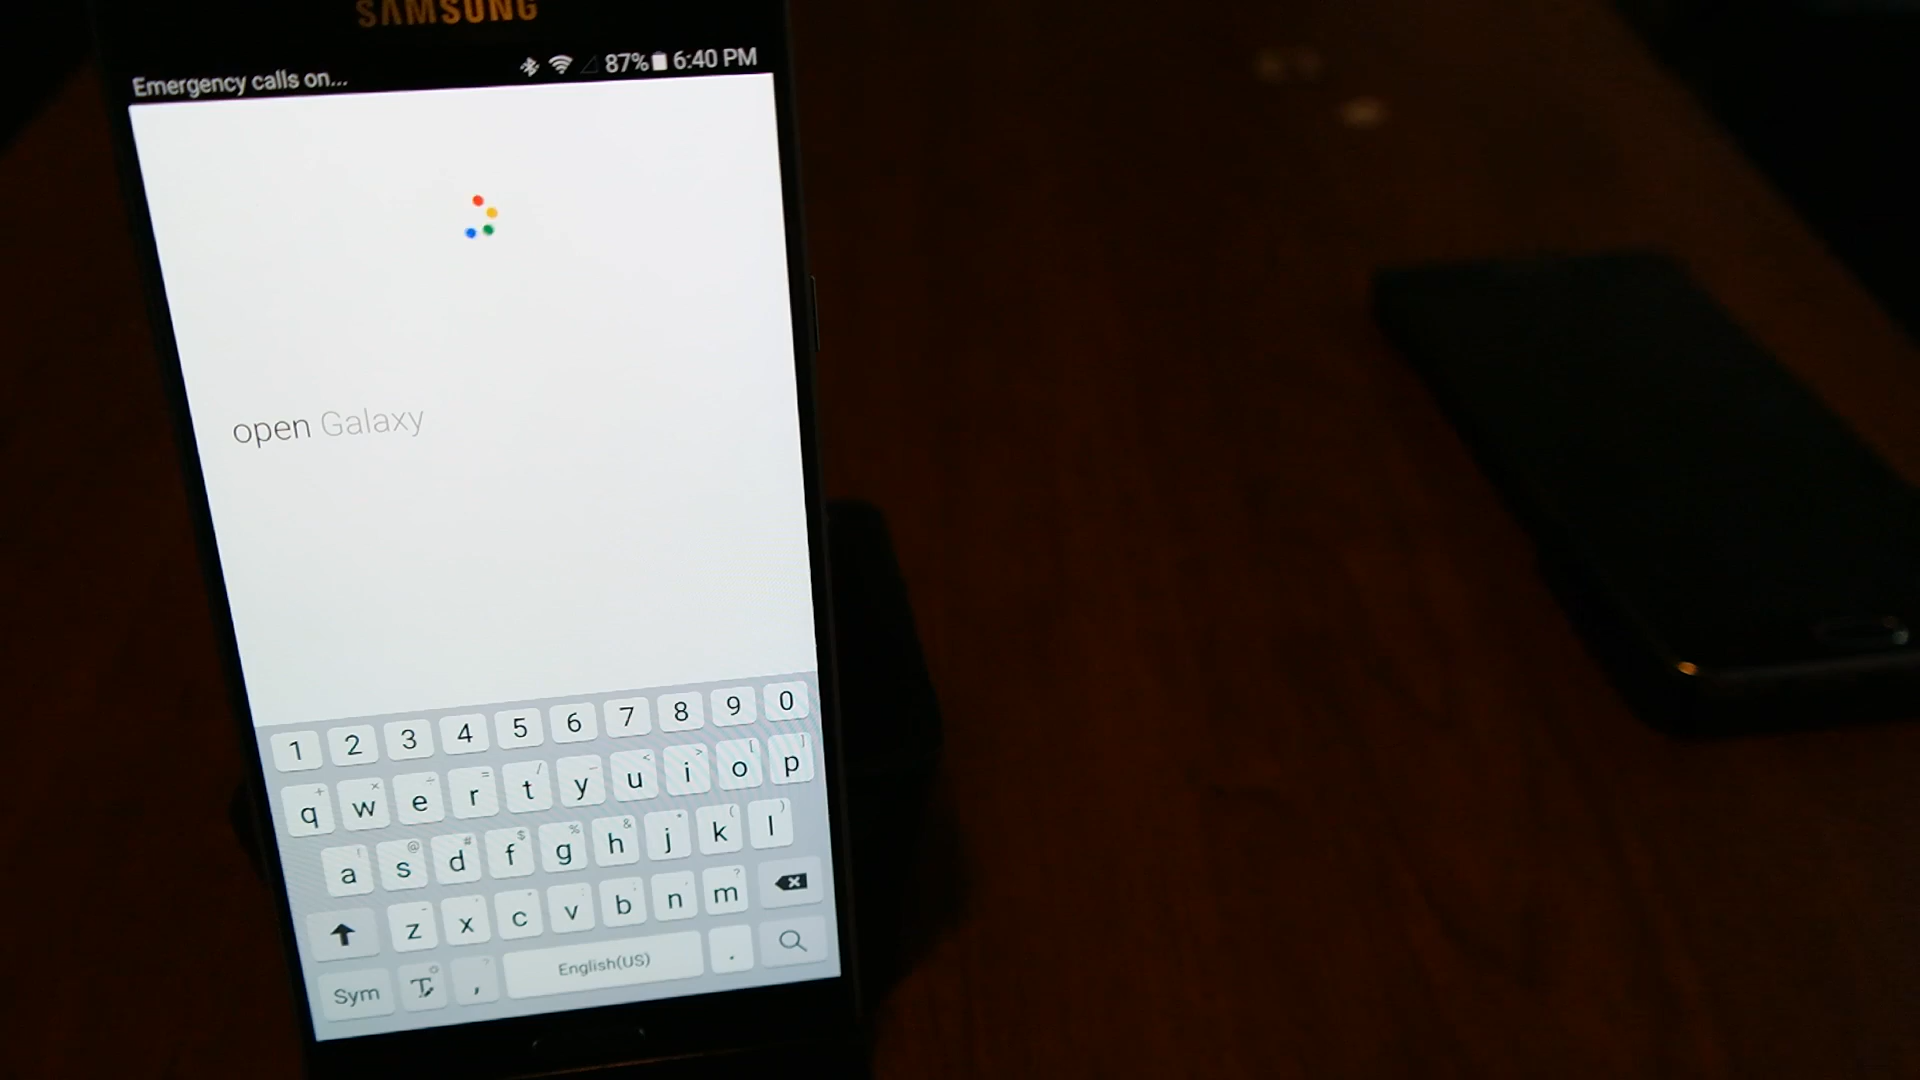 SAMSUNG
Emergency calls on... 87% 6:40 PM
open Galaxy
1 2 3 4 5 6 7 8 9 0
q w e r t y u i o p
a s d f g h j k l
z x c v b n m
Sym , English(US) .